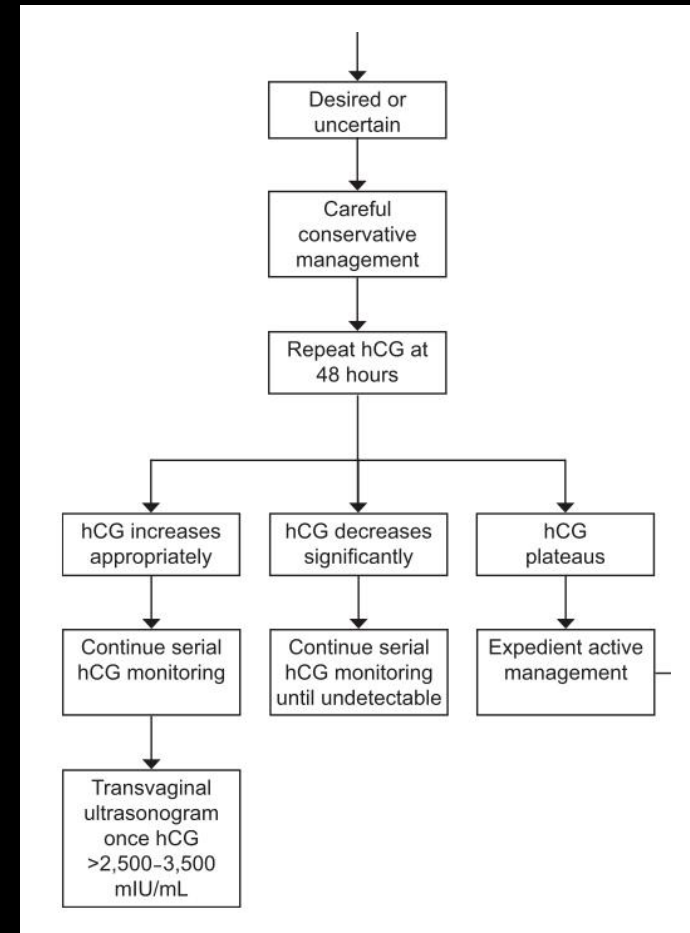 Desired or
uncertain
Careful
conservative
management
Repeat hCG at
48 hours
hCG increases
appropriately
hCG decreases
significantly
hCG
plateaus
Continue serial
hCG monitoring
Continue serial
hCG monitoring
until undetectable
Expedient active
management
Transvaginal
ultrasonogram
once hCG
>2,500–3,500
mIU/mL